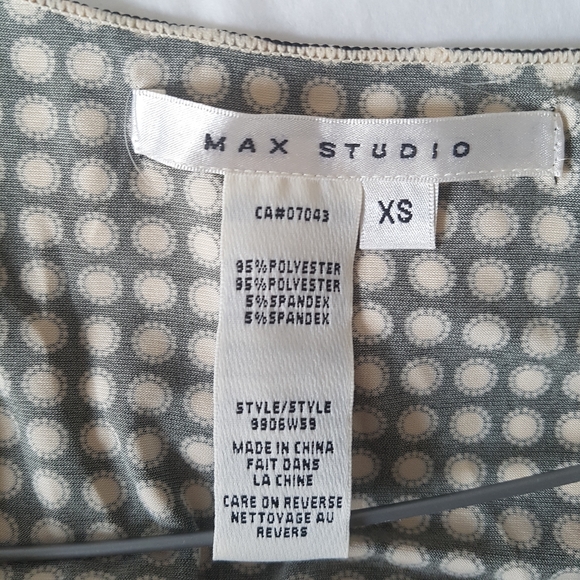 MAX STUDIO
XS
CA#07043
95%POLYESTER
95%POLYESTER
5%SPANDEX
5%SPANDEX
STYLE/STYLE
9906W59
MADE IN CHINA
FAIT DANS
LA CHINE
CARE ON REVERSE
NETTOYAGE AU
REVERS